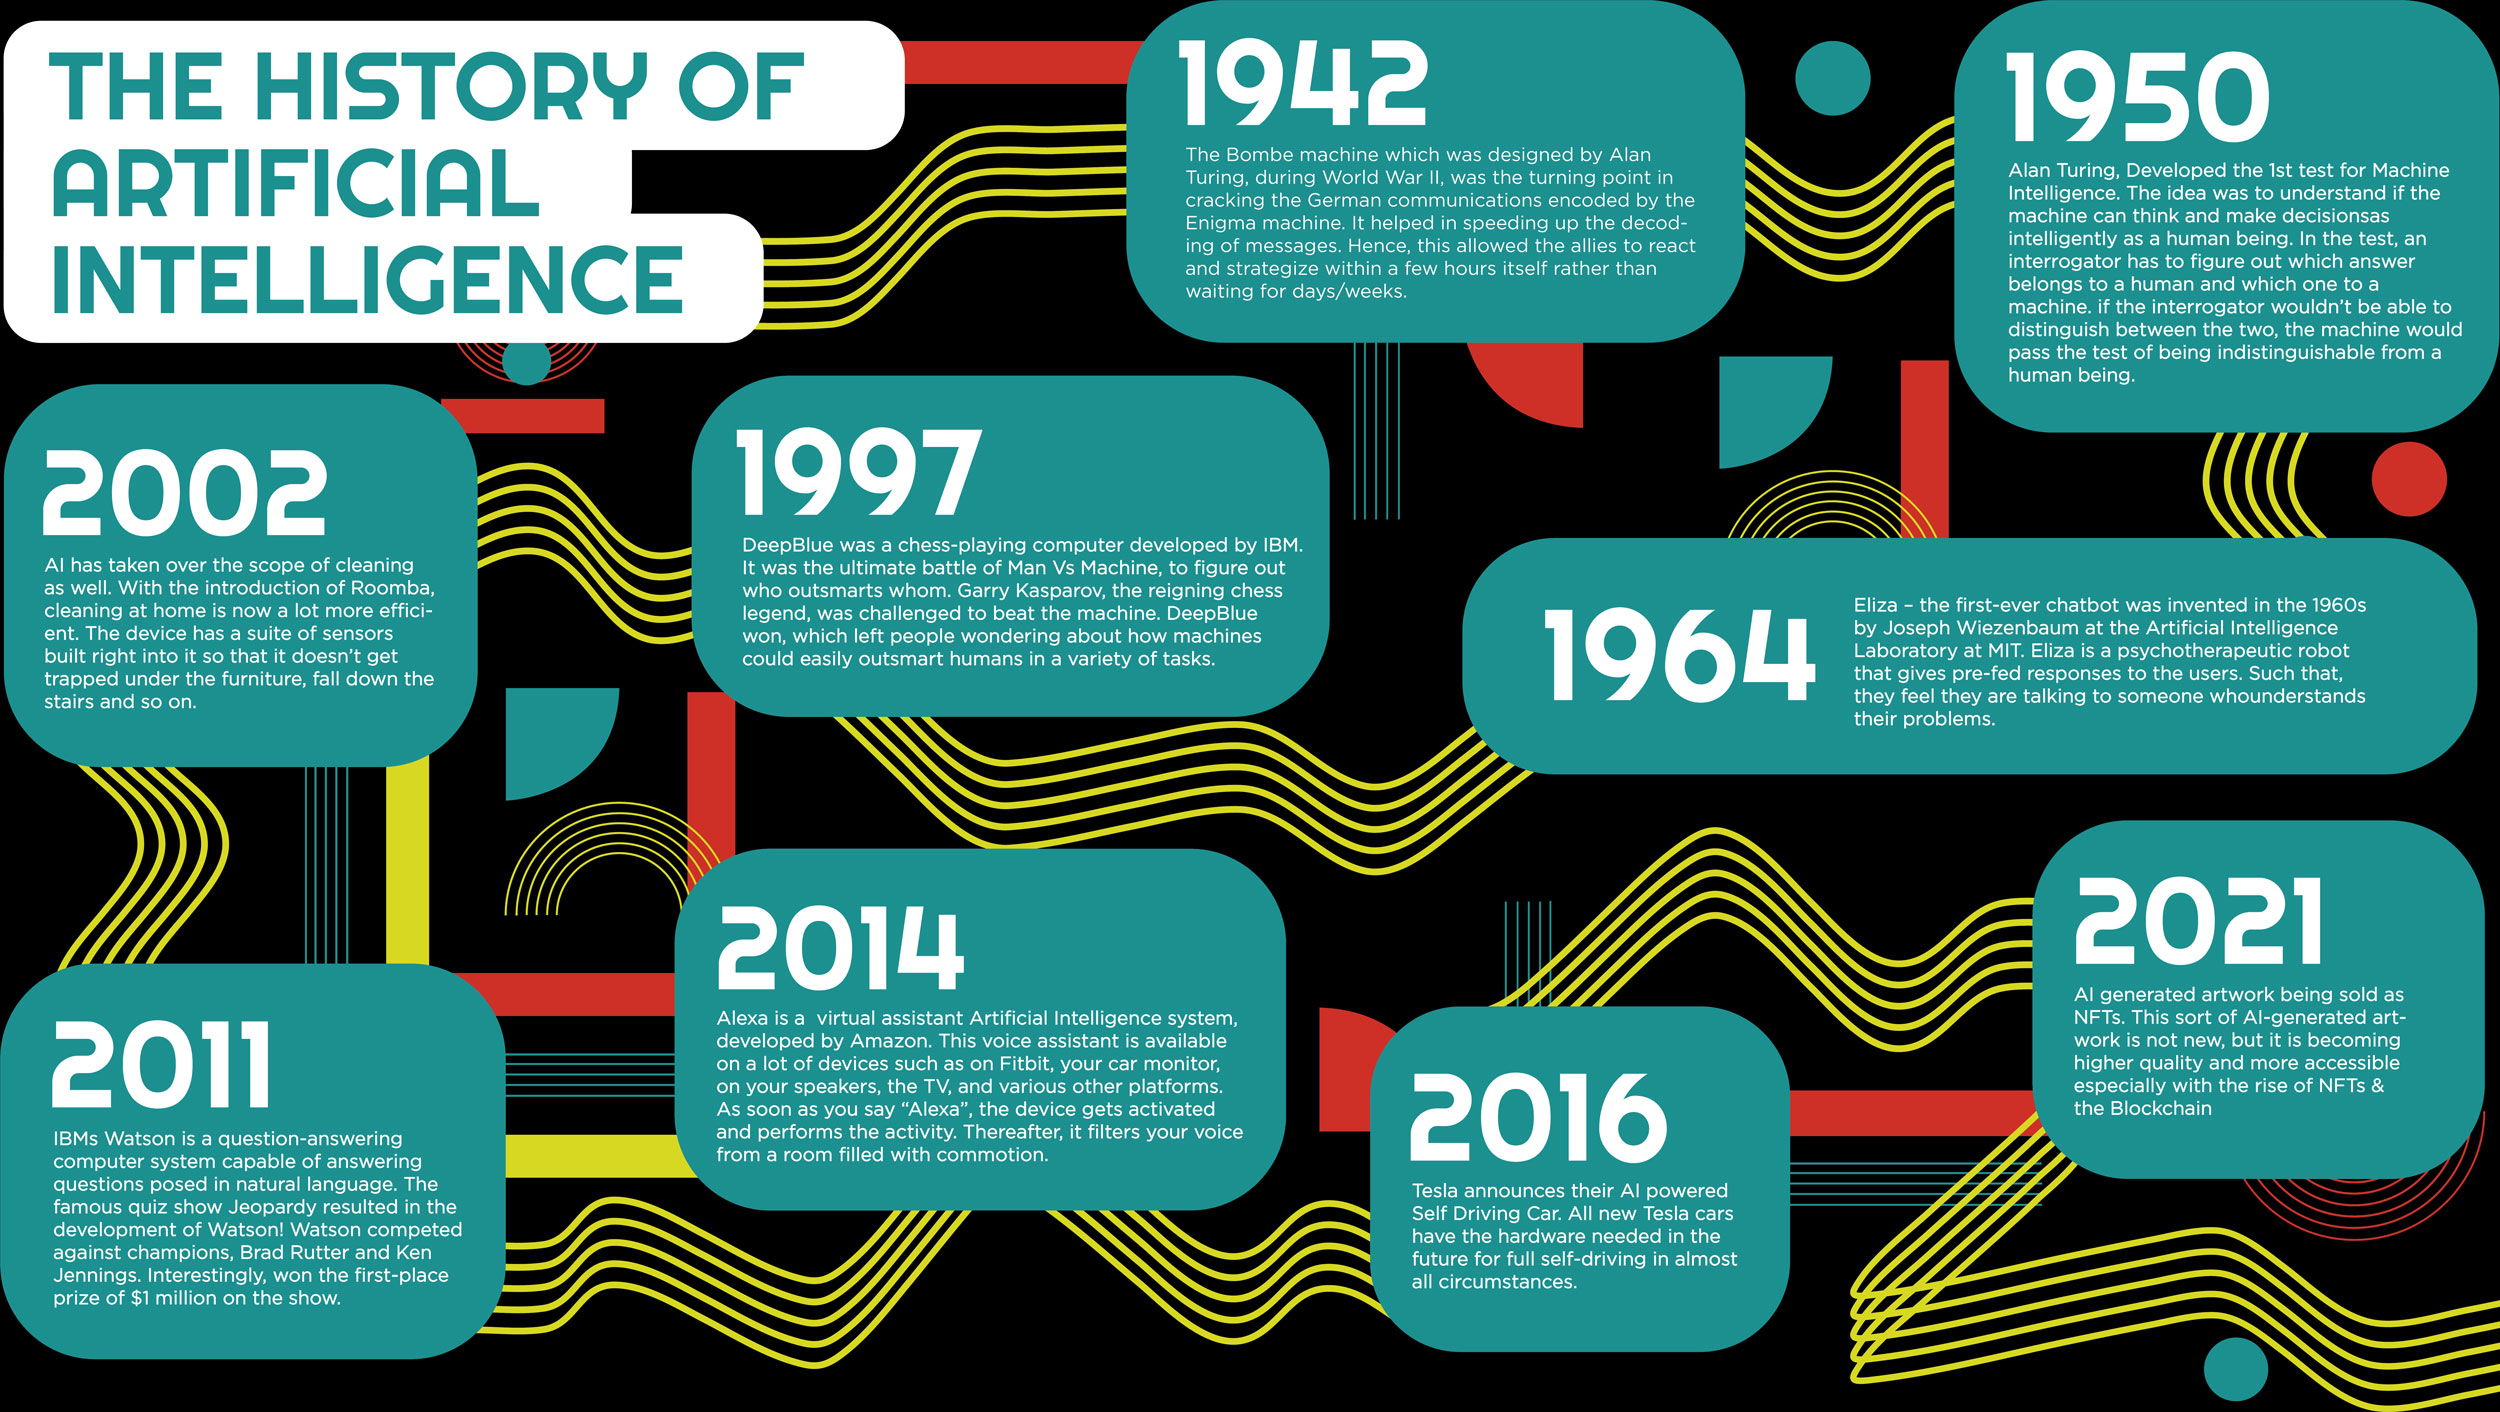 THE HISTORY OF
ARTIFICIAL
INTELLIGENCE
1942
The Bombe machine which was designed by Alan
Turing, during World War II, was the turning point in
cracking the German communications encoded by the
Enigma machine. It helped in speeding up the decod-
ing of messages. Hence, this allowed the allies to react
and strategize within a few hours itself rather than
waiting for days/weeks.
1950
Alan Turing, Developed the 1st test for Machine
Intelligence. The idea was to understand if the
machine can think and make decisionsas
intelligently as a human being. In the test, an
interrogator has to figure out which answer
belongs to a human and which one to a
machine. if the interrogator wouldn’t be able to
distinguish between the two, the machine would
pass the test of being indistinguishable from a
human being.
1964
Eliza – the first-ever chatbot was invented in the 1960s
by Joseph Wiezenbaum at the Artificial Intelligence
Laboratory at MIT. Eliza is a psychotherapeutic robot
that gives pre-fed responses to the users. Such that,
they feel they are talking to someone whounderstands
their problems.
1997
DeepBlue was a chess-playing computer developed by IBM.
It was the ultimate battle of Man Vs Machine, to figure out
who outsmarts whom. Garry Kasparov, the reigning chess
legend, was challenged to beat the machine. DeepBlue
won, which left people wondering about how machines
could easily outsmart humans in a variety of tasks.
2002
AI has taken over the scope of cleaning
as well. With the introduction of Roomba,
cleaning at home is now a lot more effici-
ent. The device has a suite of sensors
built right into it so that it doesn’t get
trapped under the furniture, fall down the
stairs and so on.
2011
IBMs Watson is a question-answering
computer system capable of answering
questions posed in natural language. The
famous quiz show Jeopardy resulted in the
development of Watson! Watson competed
against champions, Brad Rutter and Ken
Jennings. Interestingly, won the first-place
prize of $1 million on the show.
2014
Alexa is a  virtual assistant Artificial Intelligence system,
developed by Amazon. This voice assistant is available
on a lot of devices such as on Fitbit, your car monitor,
on your speakers, the TV, and various other platforms.
As soon as you say “Alexa”, the device gets activated
and performs the activity. Thereafter, it filters your voice
from a room filled with commotion.
2016
Tesla announces their AI powered
Self Driving Car. All new Tesla cars
have the hardware needed in the
future for full self-driving in almost
all circumstances.
2021
AI generated artwork being sold as
NFTs. This sort of AI-generated art-
work is not new, but it is becoming
higher quality and more accessible
especially with the rise of NFTs &
the Blockchain